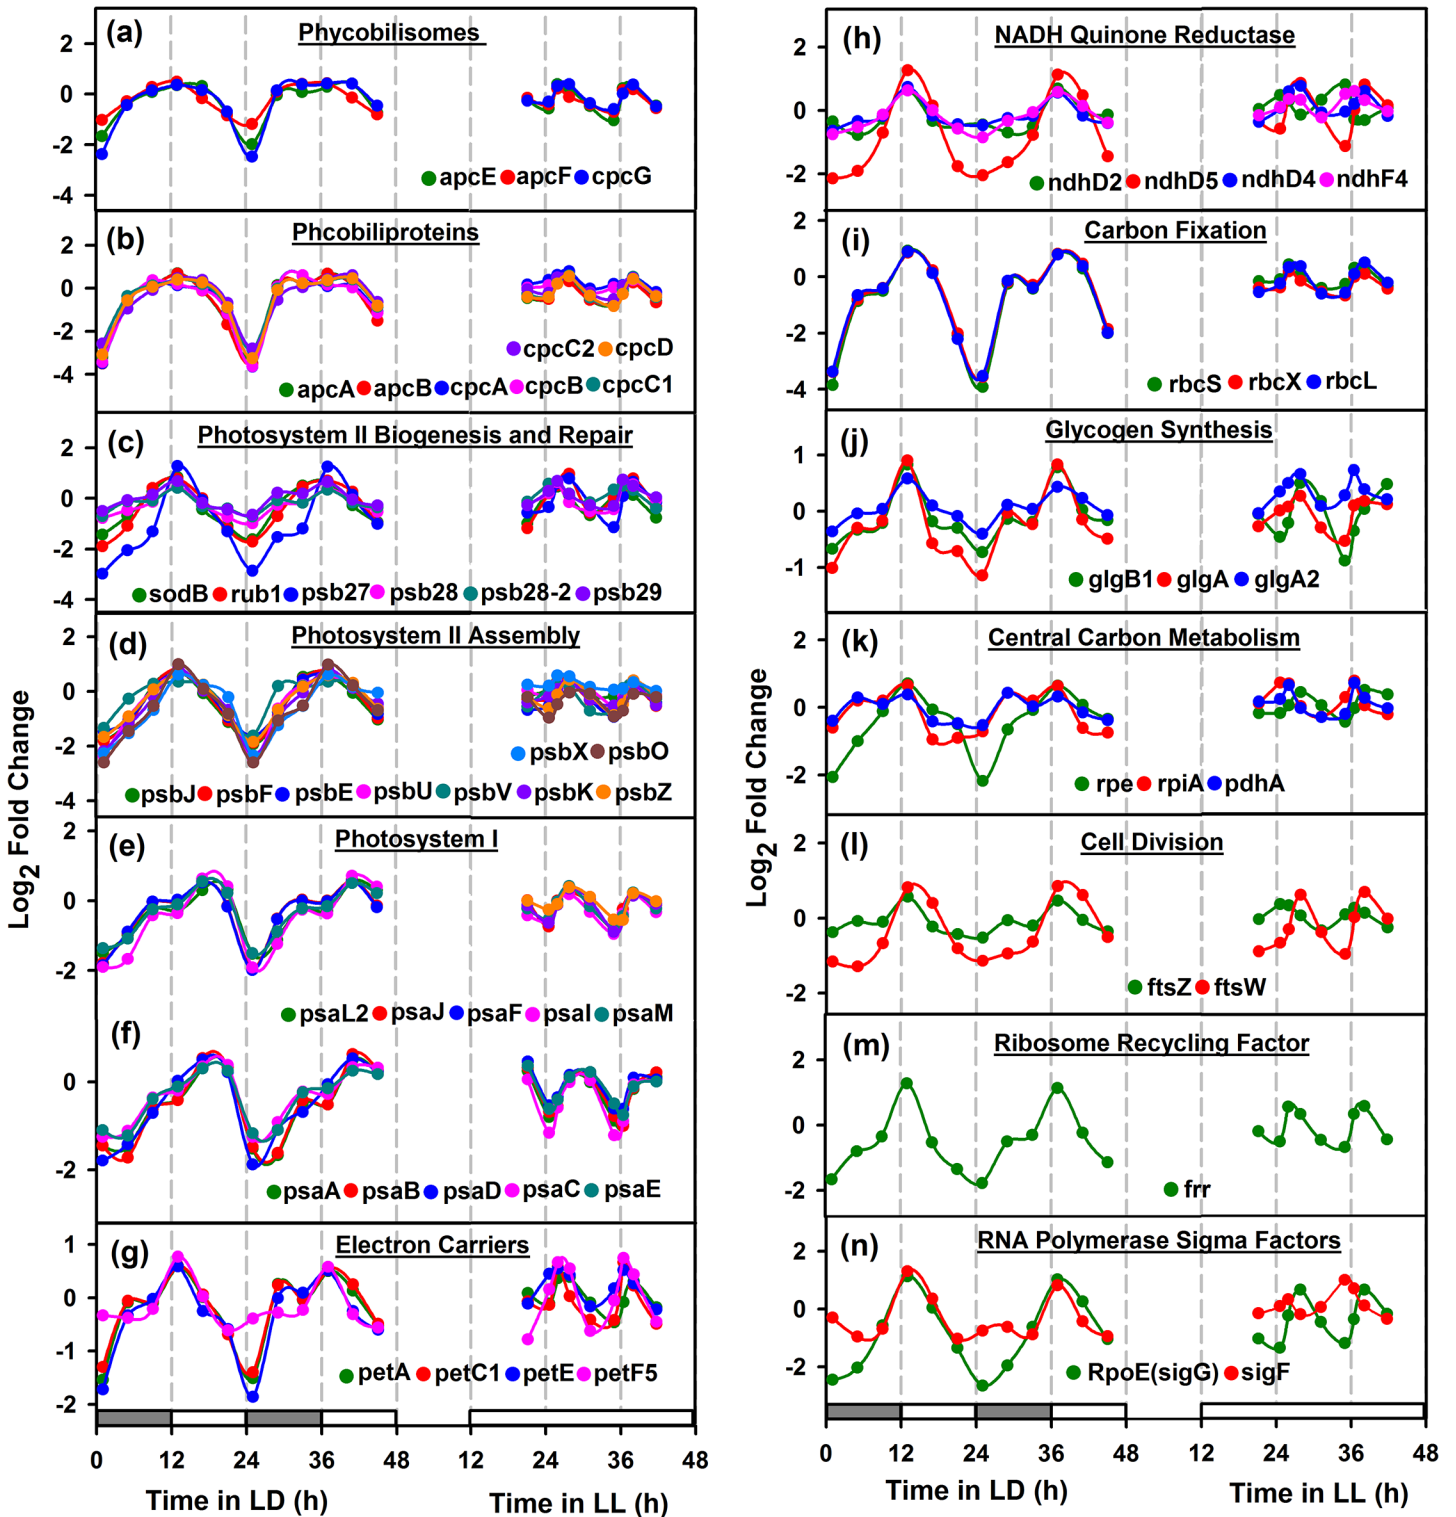 (a) Phycobilisomes
2
0
-2
-4
apcE apcF cpcG
(b) Phcobiliproteins
2
0
-2
-4
cpcC2 cpcD
apcA apcB cpcA cpcB cpcC1
(c) Photosystem II Biogenesis and Repair
2
0
-2
-4
sodB rub1 psb27 psb28 psb28-2 psb29
(d) Photosystem II Assembly
2
0
-2
-4
psbX psbO
psbJ psbF psbE psbU psbV psbK psbZ
(e) Photosystem I
2
0
-2
psaL2 psaJ psaF psaI psaM
(f)
0
-2
psaA psaB psaD psaC psaE
(g) Electron Carriers
1
0
-1
-2
petA petC1 petE petF5
0 12 24 36 48 24 36 48
Time in LD (h) Time in LL (h)
Log2 Fold Change
(h) NADH Quinone Reductase
2
0
-2
ndhD2 ndhD5 ndhD4 ndhF4
(i) Carbon Fixation
2
0
-2
-4
rbcS rbcX rbcL
(j) Glycogen Synthesis
1
0
-1
glgB1 glgA glgA2
(k) Central Carbon Metabolism
2
0
-2
rpe rpiA pdhA
(l) Cell Division
2
0
-2
ftsZ ftsW
(m) Ribosome Recycling Factor
2
0
-2
frr
(n) RNA Polymerase Sigma Factors
2
0
-2
RpoE(sigG) sigF
0 12 24 36 48 12 24 36 48
Time in LD (h) Time in LL (h)
Log2 Fold Change